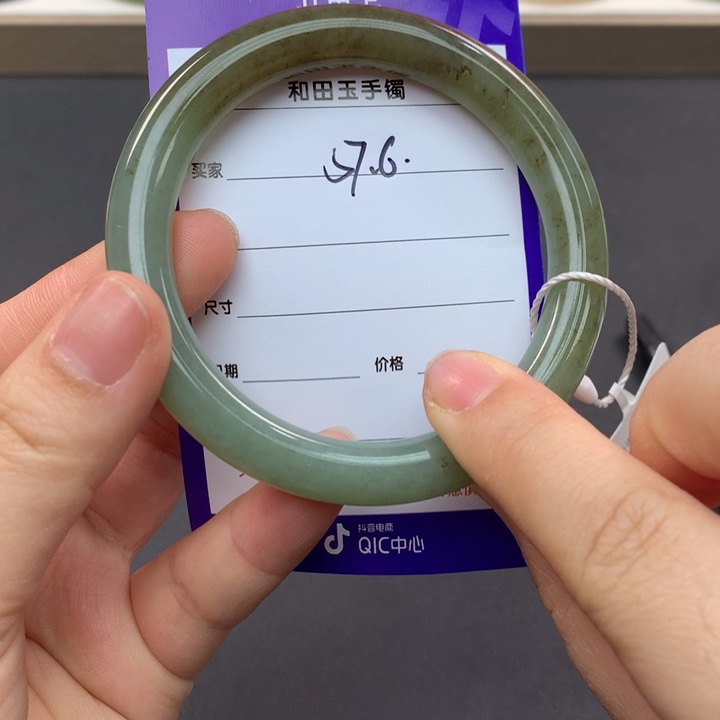 和田玉手镯
买家 57.6.
尺寸
期 价格
抖音电商
QIC中心